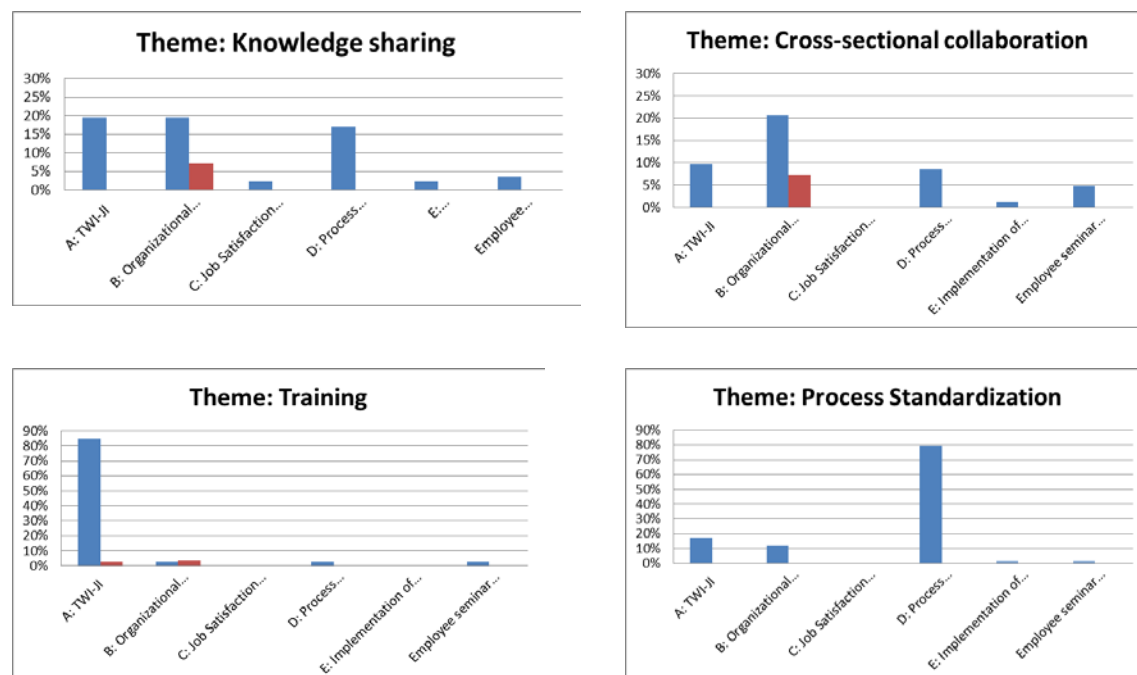 Theme: Knowledge sharing
30%
25%
20%
15%
10%
5%
0%
A: TWI-JI
B: Organizational...
C: Job Satisfaction...
D: Process...
E:...
Employee...
Theme: Cross-sectional collaboration
30%
25%
20%
15%
10%
5%
0%
A: TWI-JI
B: Organizational...
C: Job Satisfaction...
D: Process...
E: Implementation of...
Employee seminar...
Theme: Training
90%
80%
70%
60%
50%
40%
30%
20%
10%
0%
A: TWI-JI
B: Organizational...
C: Job Satisfaction...
D: Process...
E: Implementation of...
Employee seminar...
Theme: Process Standardization
90%
80%
70%
60%
50%
40%
30%
20%
10%
0%
A: TWI-JI
B: Organizational...
C: Job Satisfaction...
D: Process...
E: Implementation of...
Employee seminar...